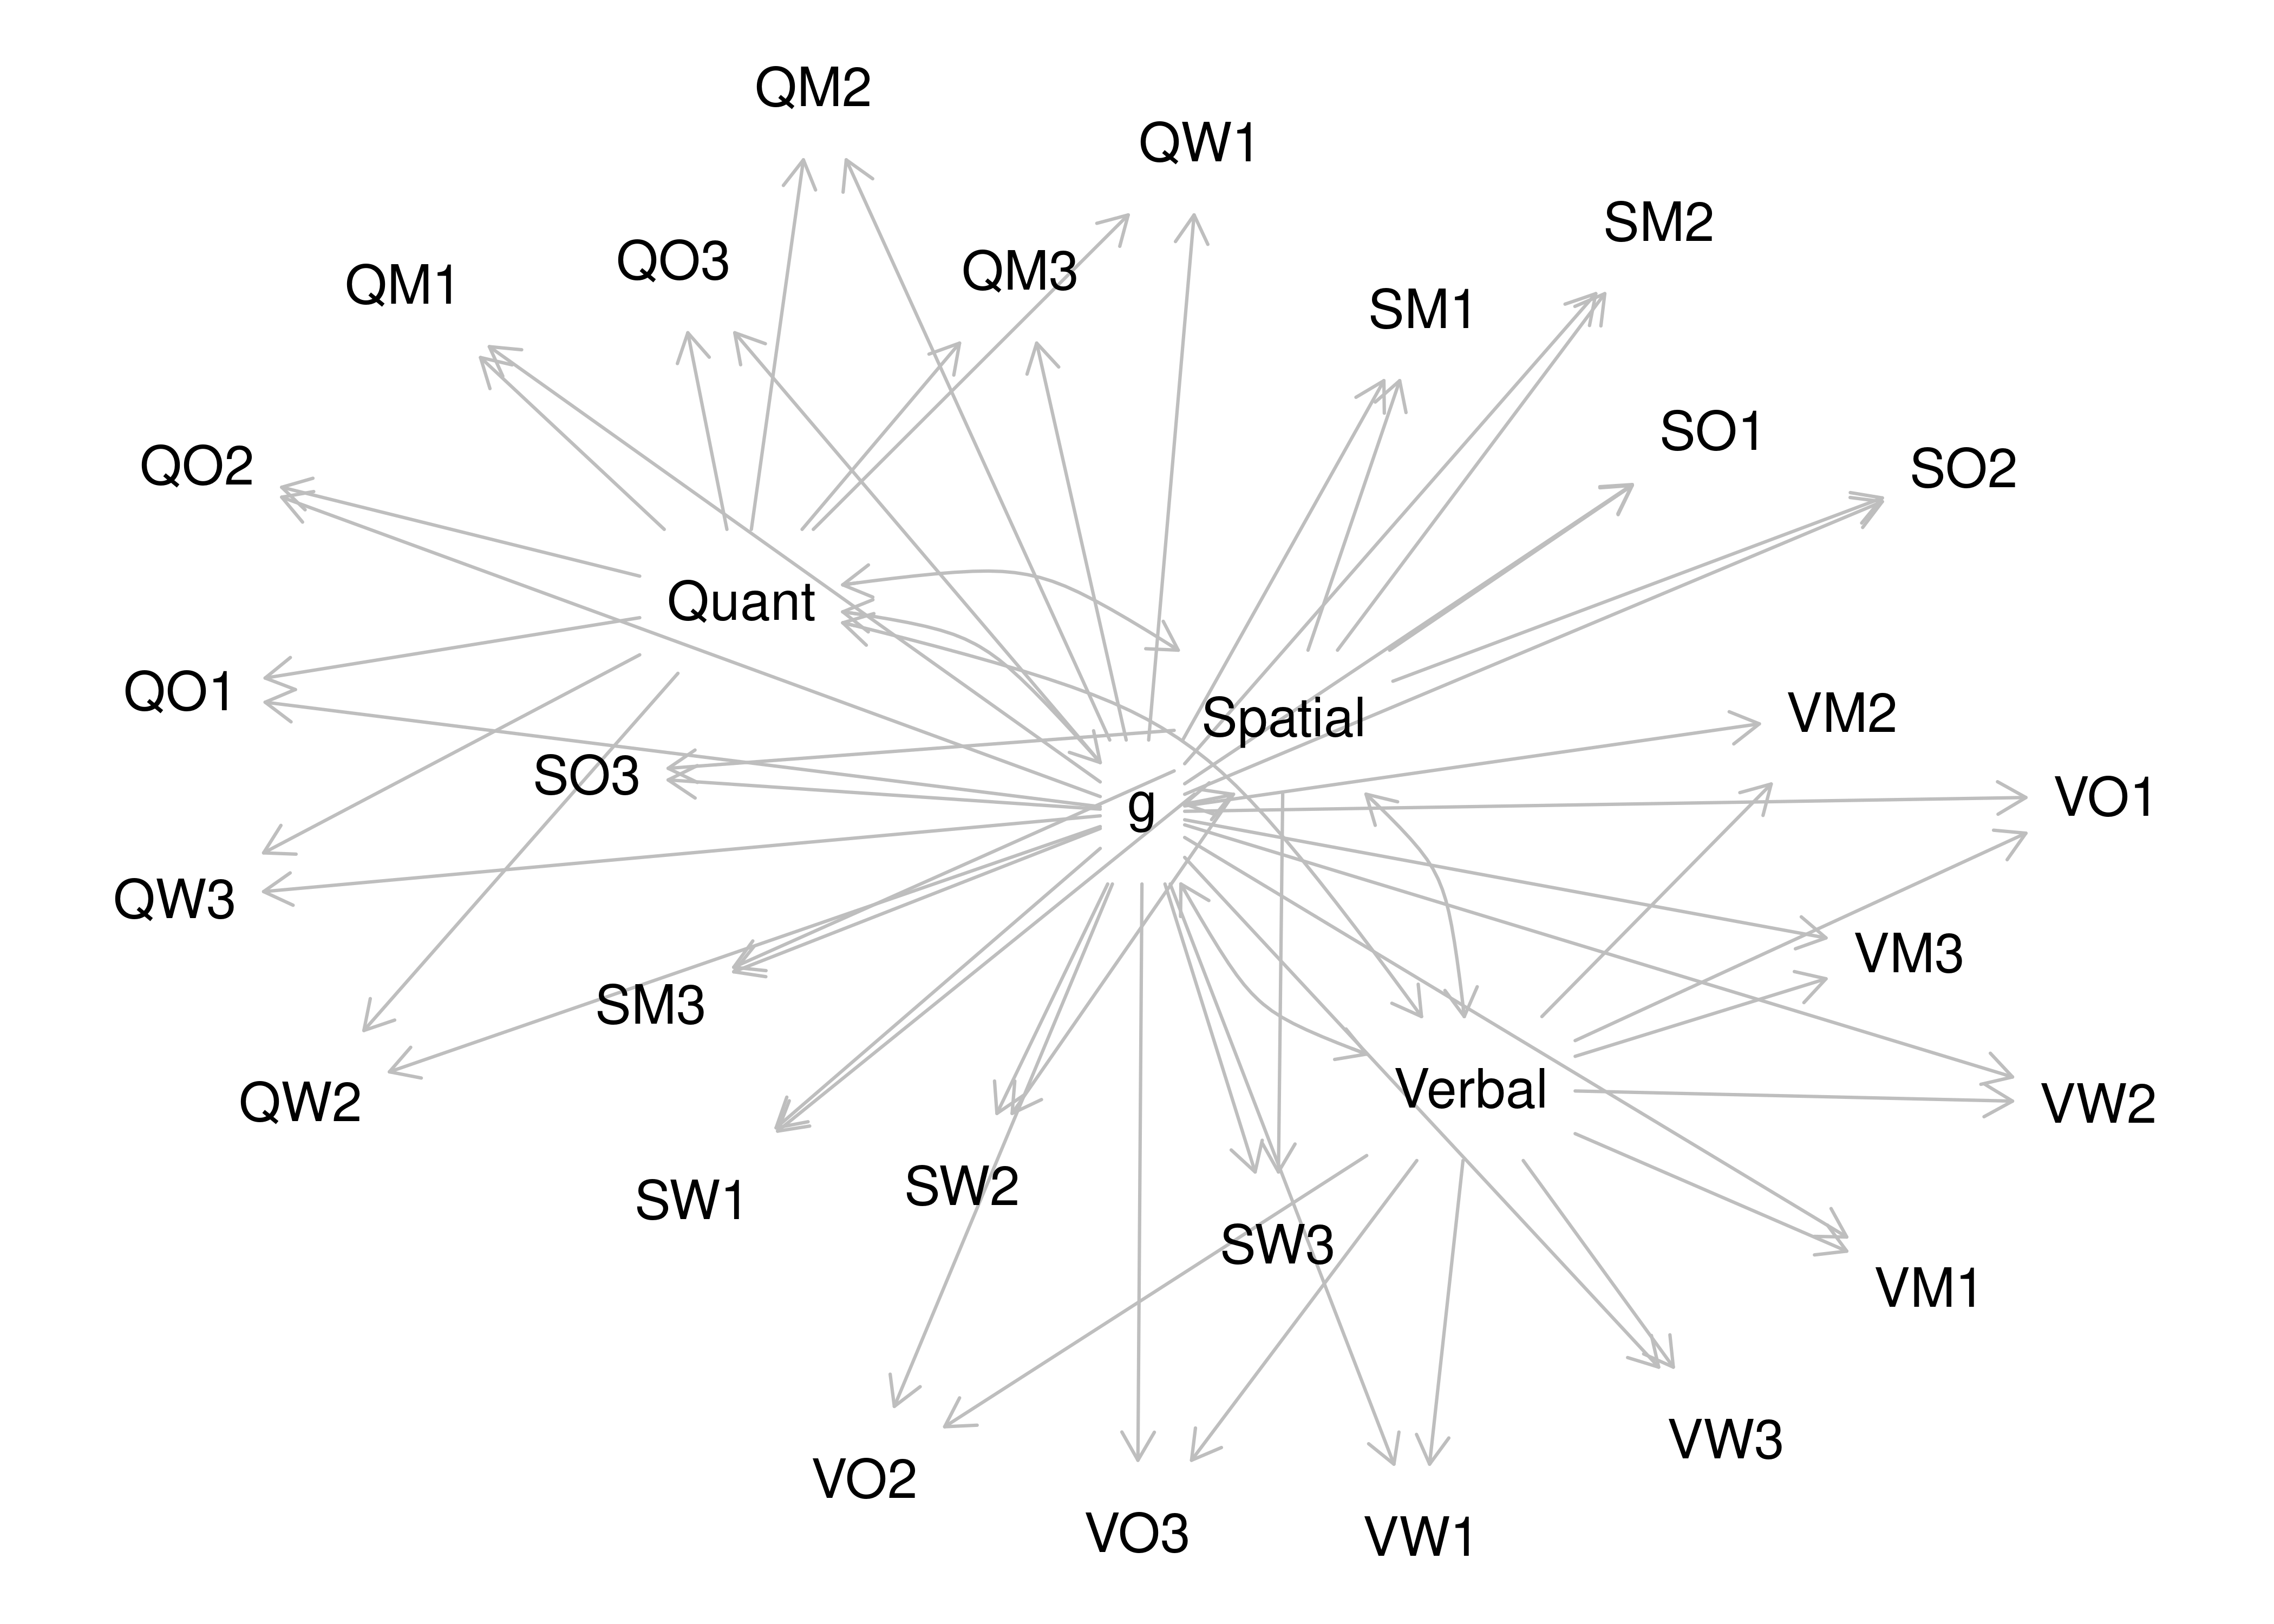 QM2
QW1
SM2
QO3
QM3
QM1
SM1
SO1
QO2
SO2
Quant
QO1
Spatial
VM2
SO3
g
VO1
QW3
VM3
SM3
QW2
Verbal
VW2
SW1
SW2
SW3
VM1
VW3
VO2
VO3
VW1